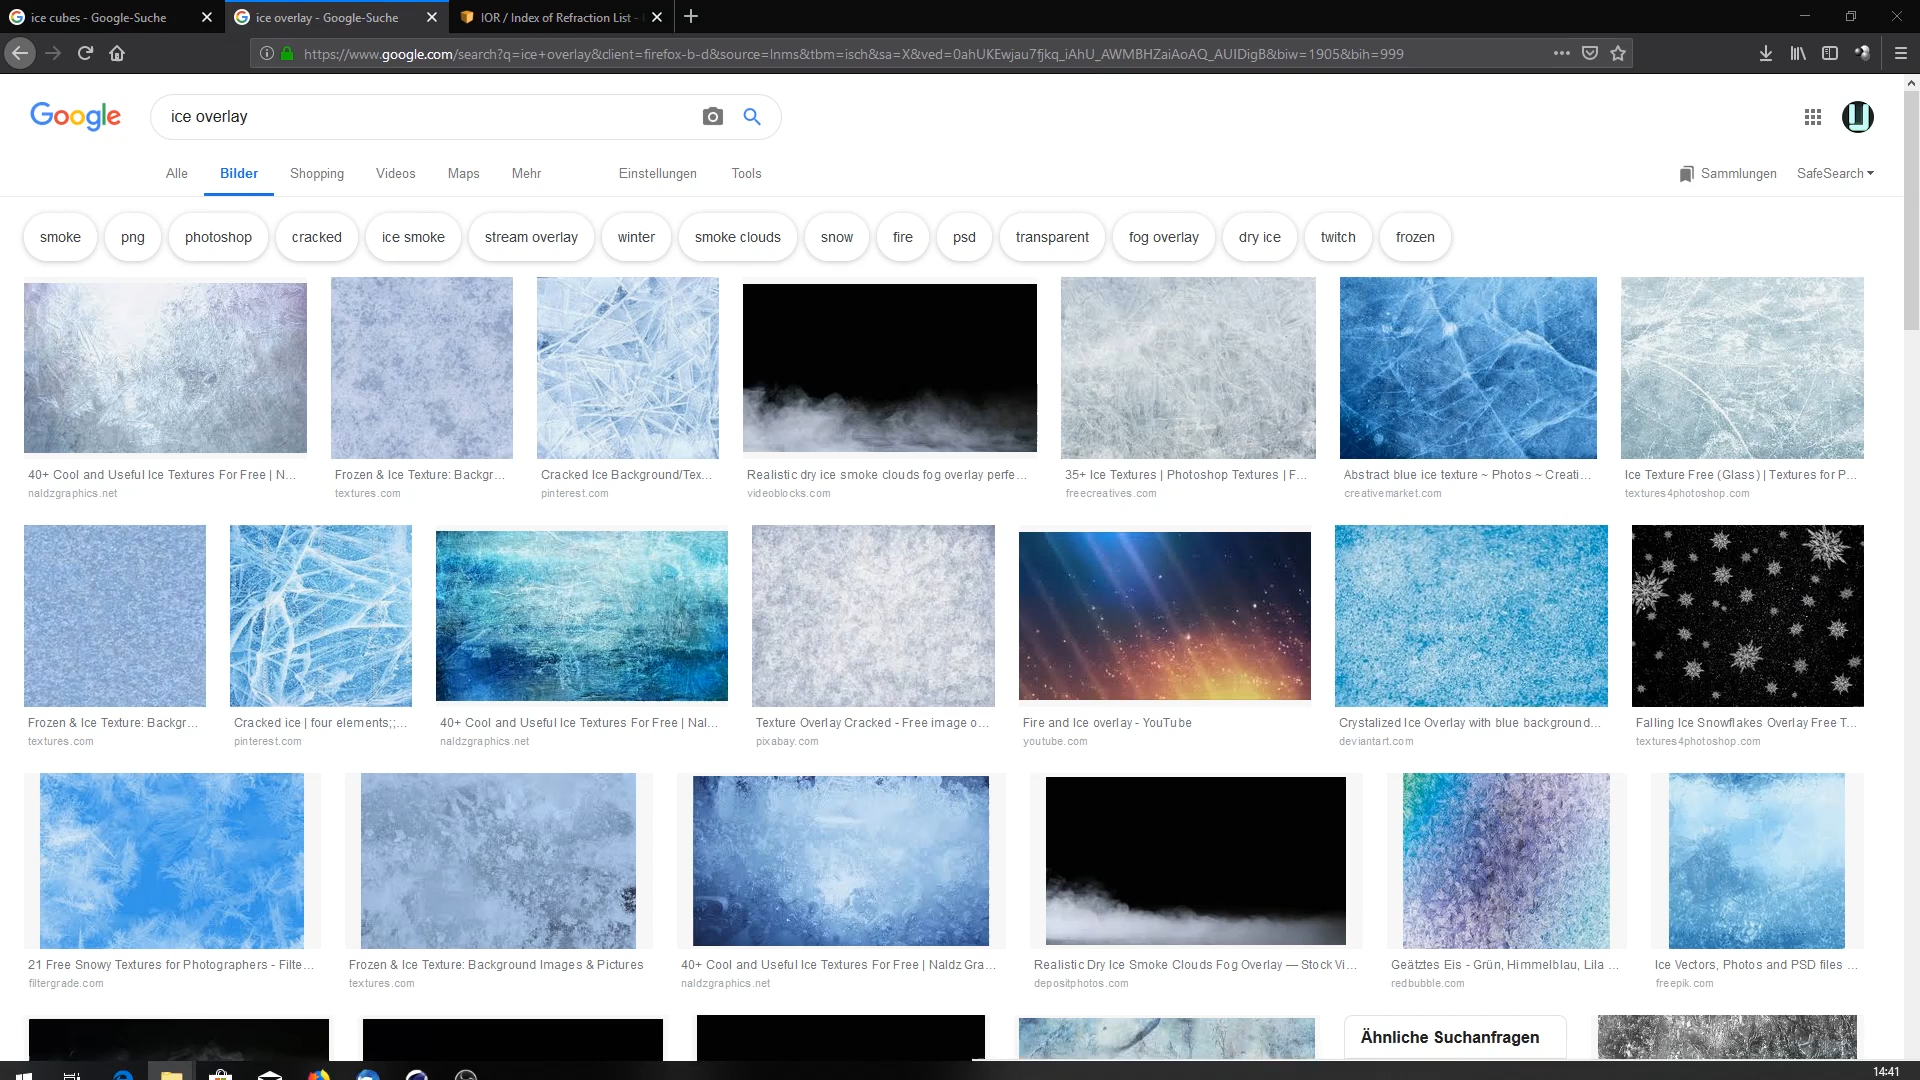 ice cubes - Google-Suche
ice overlay - Google-Suche
IOR / Index of Refraction List -
https://www.google.com/search?q=ice+overlay&client=firefox-b-d&source=lnms&tbm=isch&sa=X&ved=0ahUKEwjau7fjkq_iAhU_AWMBHZaiAoAQ_AUIDigB&biw=1905&bih=999
Google
ice overlay
Alle
Bilder
Shopping
Videos
Maps
Mehr
Einstellungen
Tools
Sammlungen
SafeSearch
smoke
png
photoshop
cracked
ice smoke
stream overlay
winter
smoke clouds
snow
fire
psd
transparent
fog overlay
dry ice
twitch
frozen
40+ Cool and Useful Ice Textures For Free | N...
naldzgraphics.net
Frozen & Ice Texture: Backgr...
textures.com
Cracked Ice Background/Tex...
pinterest.com
Realistic dry ice smoke clouds fog overlay perfe...
videoblocks.com
35+ Ice Textures | Photoshop Textures | F...
freecreatives.com
Abstract blue ice texture ~ Photos ~ Creati...
creativemarket.com
Ice Texture Free (Glass) | Textures for P...
textures4photoshop.com
Frozen & Ice Texture: Backgr...
textures.com
Cracked ice | four elements;;...
pinterest.com
40+ Cool and Useful Ice Textures For Free | Nal...
naldzgraphics.net
Texture Overlay Cracked - Free image o...
pixabay.com
Fire and Ice overlay - YouTube
youtube.com
Crystalized Ice Overlay with blue background...
deviantart.com
Falling Ice Snowflakes Overlay Free T...
textures4photoshop.com
21 Free Snowy Textures for Photographers - Filte...
filtergrade.com
Frozen & Ice Texture: Background Images & Pictures
textures.com
40+ Cool and Useful Ice Textures For Free | Naldz Gra...
naldzgraphics.net
Realistic Dry Ice Smoke Clouds Fog Overlay — Stock Vi...
depositphotos.com
Geätztes Eis - Grün, Himmelblau, Lila ...
redbubble.com
Ice Vectors, Photos and PSD files ...
freepik.com
Ähnliche Suchanfragen
14:41